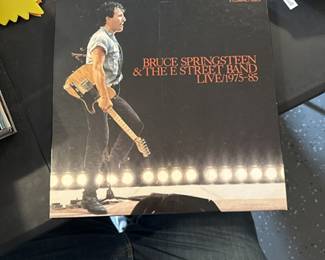 BRUCE SPRINGSTEEN
& THE E STREET BAND
LIVE/1975-85